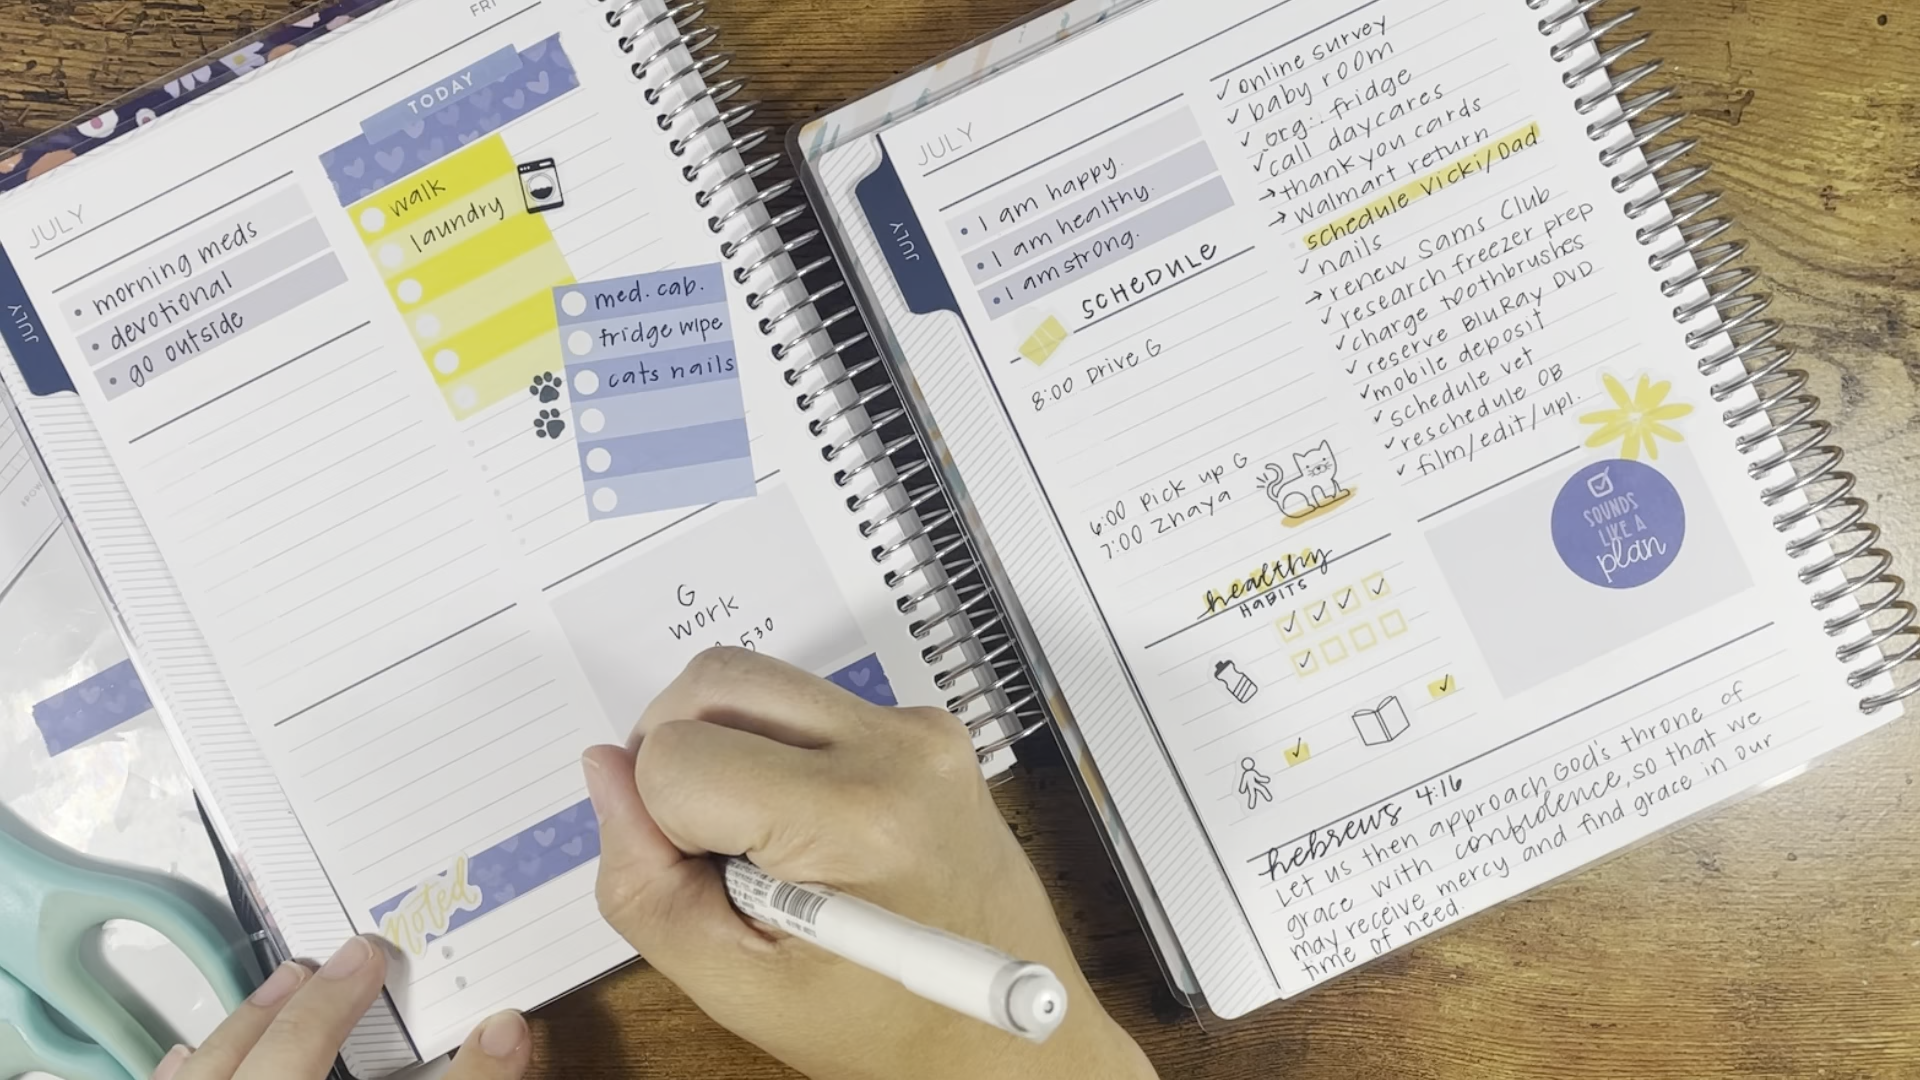 FRI
JULY
JULY
• morning meds
• devotional
• go outside
TODAY
walk
laundry
med. cab.
fridge wipe
cats nails
G
work
5³⁰
noted
JULY
JULY
• I am happy.
• I am healthy.
• I am strong.
SCHEDULE
8:00 Drive G
6:00 pick up G
7:00 Zhaya
healthy
HABITS
✓ online survey
✓ baby room
✓ org. fridge
✓ call daycares
→ thank you cards
→ Walmart return
schedule Vicki/Dad
✓ nails
→ renew Sams Club
✓ research freezer prep
✓ charge toothbrushes
✓ reserve BluRay DVD
✓ mobile deposit
✓ schedule vet
✓ reschedule OB
✓ film/edit/upl.
SOUNDS
LIKE A
plan
hebrews 4:16
Let us then approach God's throne of
grace with confidence, so that we
may receive mercy and find grace in our
time of need.